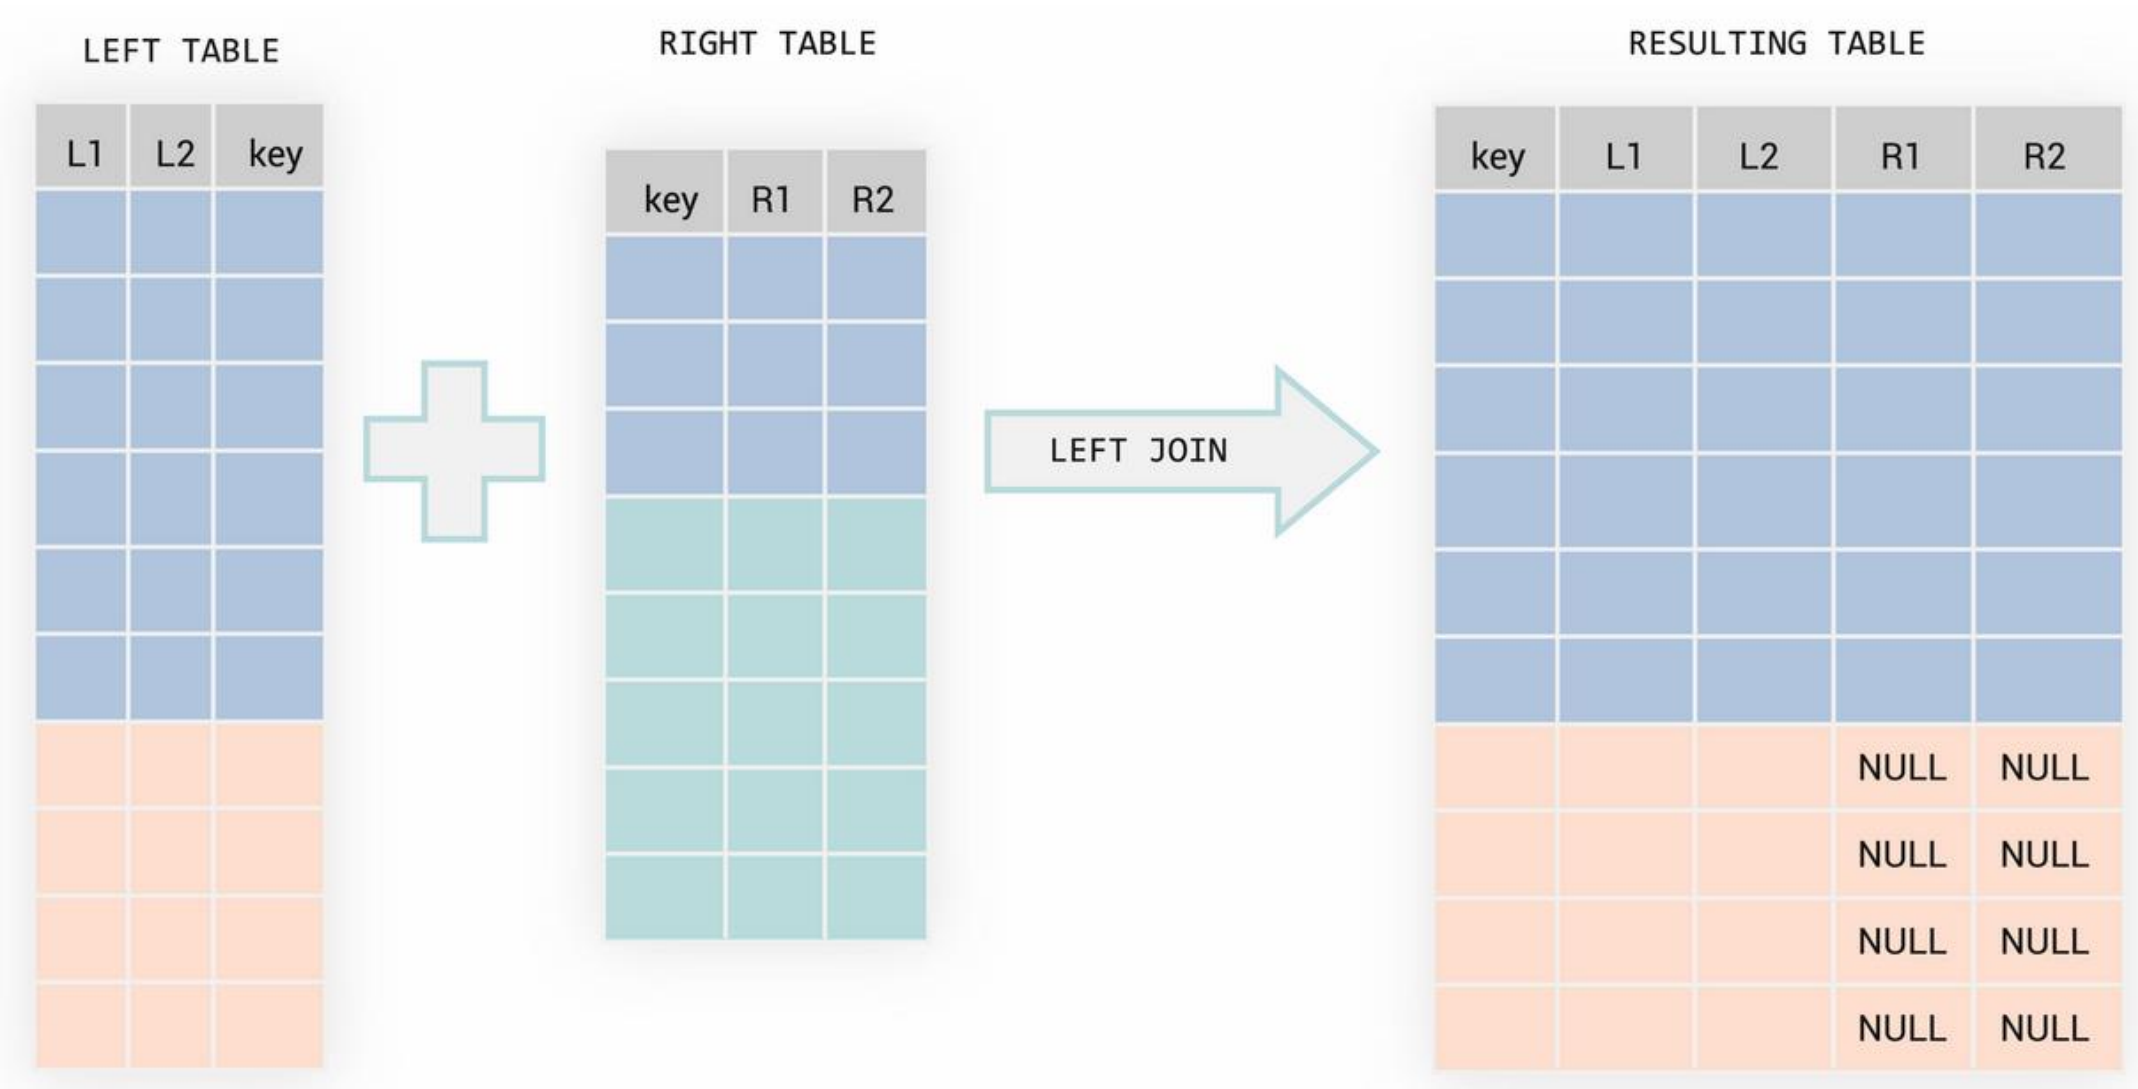 LEFT TABLE
L1 L2 key
RIGHT TABLE
key R1 R2
LEFT JOIN
RESULTING TABLE
key L1 L2 R1 R2
NULL NULL
NULL NULL
NULL NULL
NULL NULL